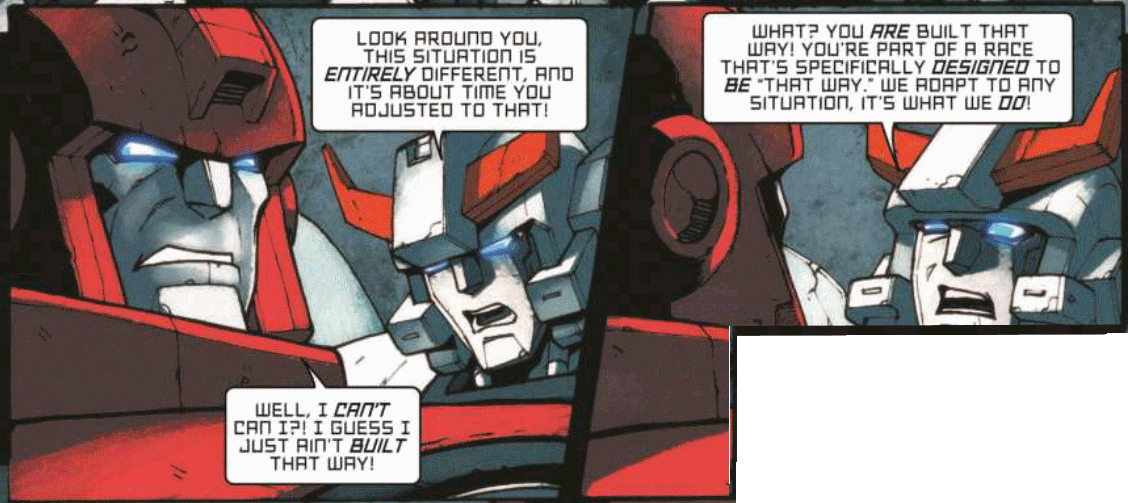 LOOK AROUND YOU,
THIS SITUATION IS
ENTIRELY DIFFERENT, AND
IT'S ABOUT TIME YOU
ADJUSTED TO THAT!
WELL, I CAN'T
CAN I?! I GUESS I
JUST AIN'T BUILT
THAT WAY!
WHAT? YOU ARE BUILT THAT
WAY! YOU'RE PART OF A RACE
THAT'S SPECIFICALLY DESIGNED TO
BE "THAT WAY." WE ADAPT TO ANY
SITUATION, IT'S WHAT WE DO!